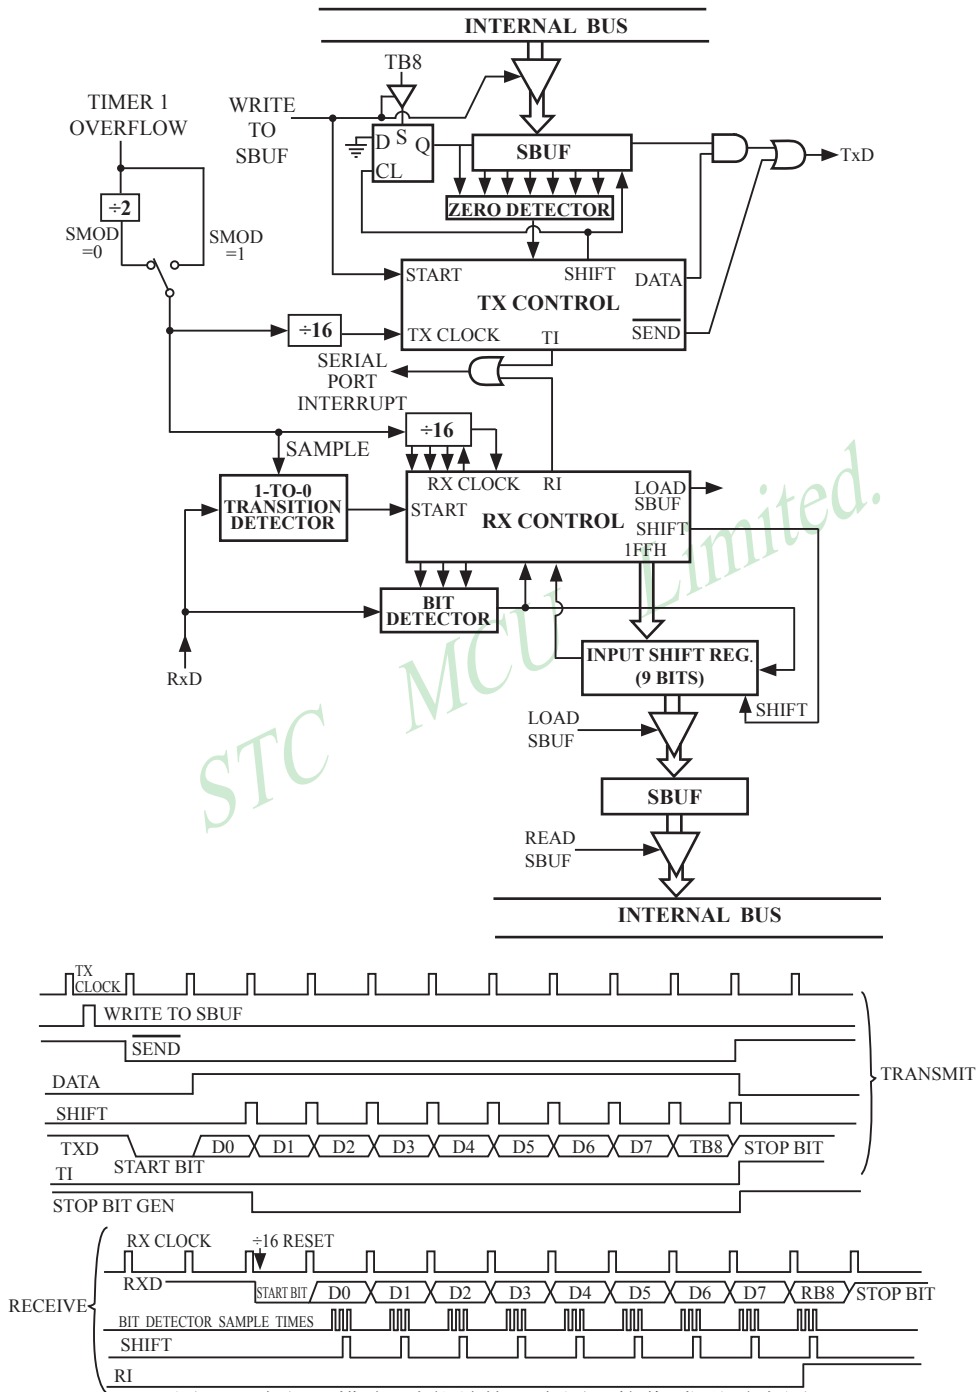 INTERNAL BUS
TB8
TIMER 1
OVERFLOW
WRITE
TO
SBUF
D S Q
CL
SBUF
TxD
÷2
ZERO DETECTOR
SMOD
=0
SMOD
=1
START
SHIFT
DATA
TX CONTROL
÷16
TX CLOCK
TI
SEND
SERIAL
PORT
INTERRUPT
÷16
SAMPLE
1-TO-0
TRANSITION
DETECTOR
RX CLOCK
RI
LOAD
SBUF
START
RX CONTROL
SHIFT
1FFH
BIT
DETECTOR
RxD
INPUT SHIFT REG.
(9 BITS)
SHIFT
LOAD
SBUF
SBUF
READ
SBUF
INTERNAL BUS
STC MCU Limited.
TX
CLOCK
WRITE TO SBUF
SEND
DATA
TRANSMIT
SHIFT
TXD
START BIT
D0 D1 D2 D3 D4 D5 D6 D7 TB8 STOP BIT
TI
STOP BIT GEN
RX CLOCK
÷16 RESET
RXD
START BIT D0 D1 D2 D3 D4 D5 D6 D7 RB8 STOP BIT
RECEIVE
BIT DETECTOR SAMPLE TIMES
SHIFT
RI